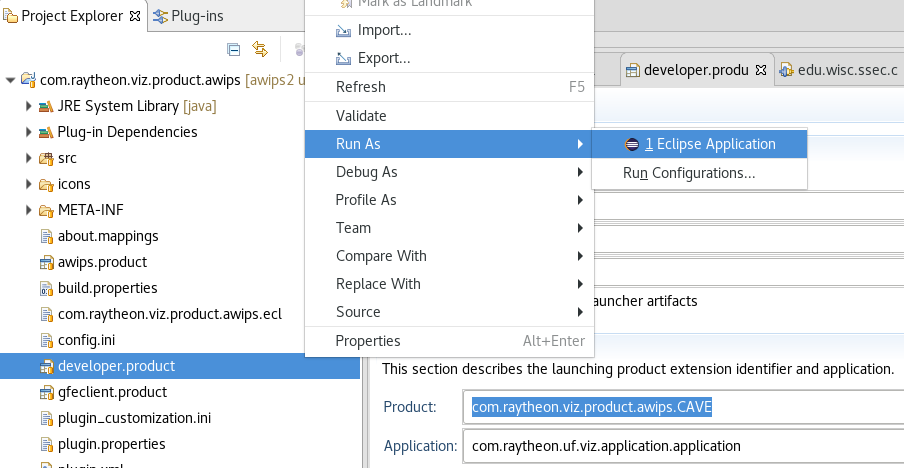 Project Explorer
Plug-ins
com.raytheon.viz.product.awips [awips2 u
JRE System Library [java]
Plug-in Dependencies
src
icons
META-INF
about.mappings
awips.product
build.properties
com.raytheon.viz.product.awips.ecl
config.ini
developer.product
gfeclient.product
plugin_customization.ini
plugin.properties
plugin.xml
Mark as Landmark
Import...
Export...
Refresh F5
Validate
Run As
Debug As
Profile As
Team
Compare With
Replace With
Source
Properties Alt+Enter
1 Eclipse Application
Run Configurations...
developer.produ
edu.wisc.ssec.c
auncher artifacts
This section describes the launching product extension identifier and application.
Product: com.raytheon.viz.product.awips.CAVE
Application: com.raytheon.uf.viz.application.application